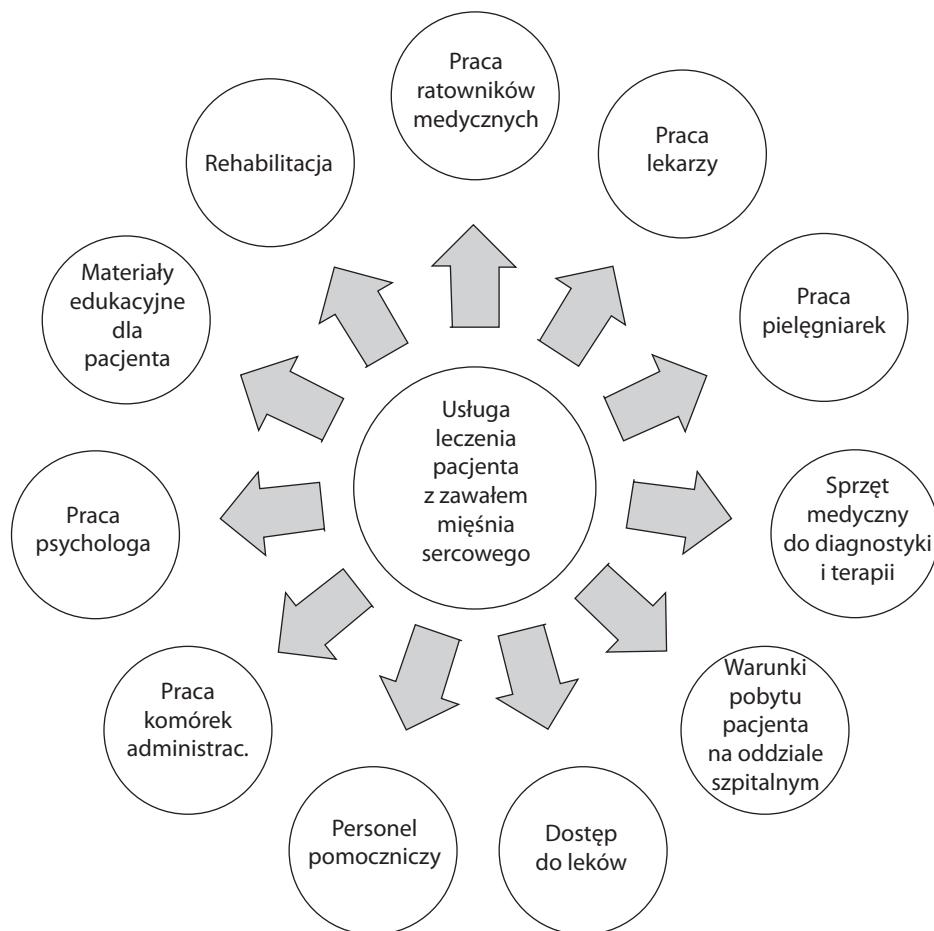 Praca
ratowników
medycznych
Praca
lekarzy
Praca
pielęgniarek
Sprzęt
medyczny
do diagnostyki
i terapii
Warunki
pobytu
pacjenta
na oddziale
szpitalnym
Dostęp
do leków
Personel
pomoczniczy
Praca
komórek
administrac.
Praca
psychologa
Materiały
edukacyjne
dla
pacjenta
Rehabilitacja
Usługa
leczenia
pacjenta
z zawałem
mięśnia
sercowego